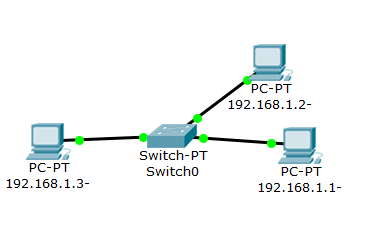 PC-PT
192.168.1.2-
Switch-PT
Switch0
PC-PT
192.168.1.3-
PC-PT
192.168.1.1-